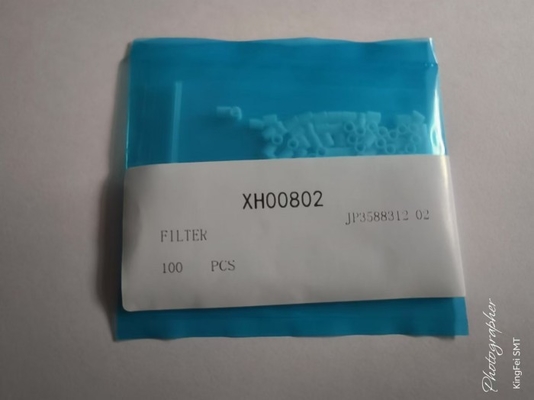 XH00802
JP3588312 02
FILTER
100 PCS
Photographer
KingFei SMT